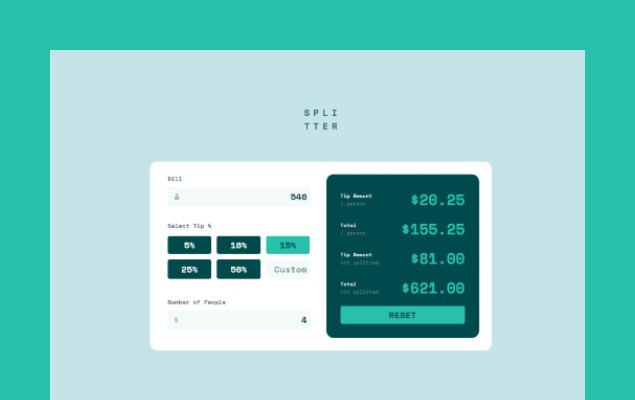 SPLI
TTER
Bill
540
Select Tip %
5% 10% 15%
25% 50% Custom
Number of People
4
Tip Amount
/ person
$20.25
Total
/ person
$155.25
Tip Amount
not splitted
$81.00
Total
not splitted
$621.00
RESET